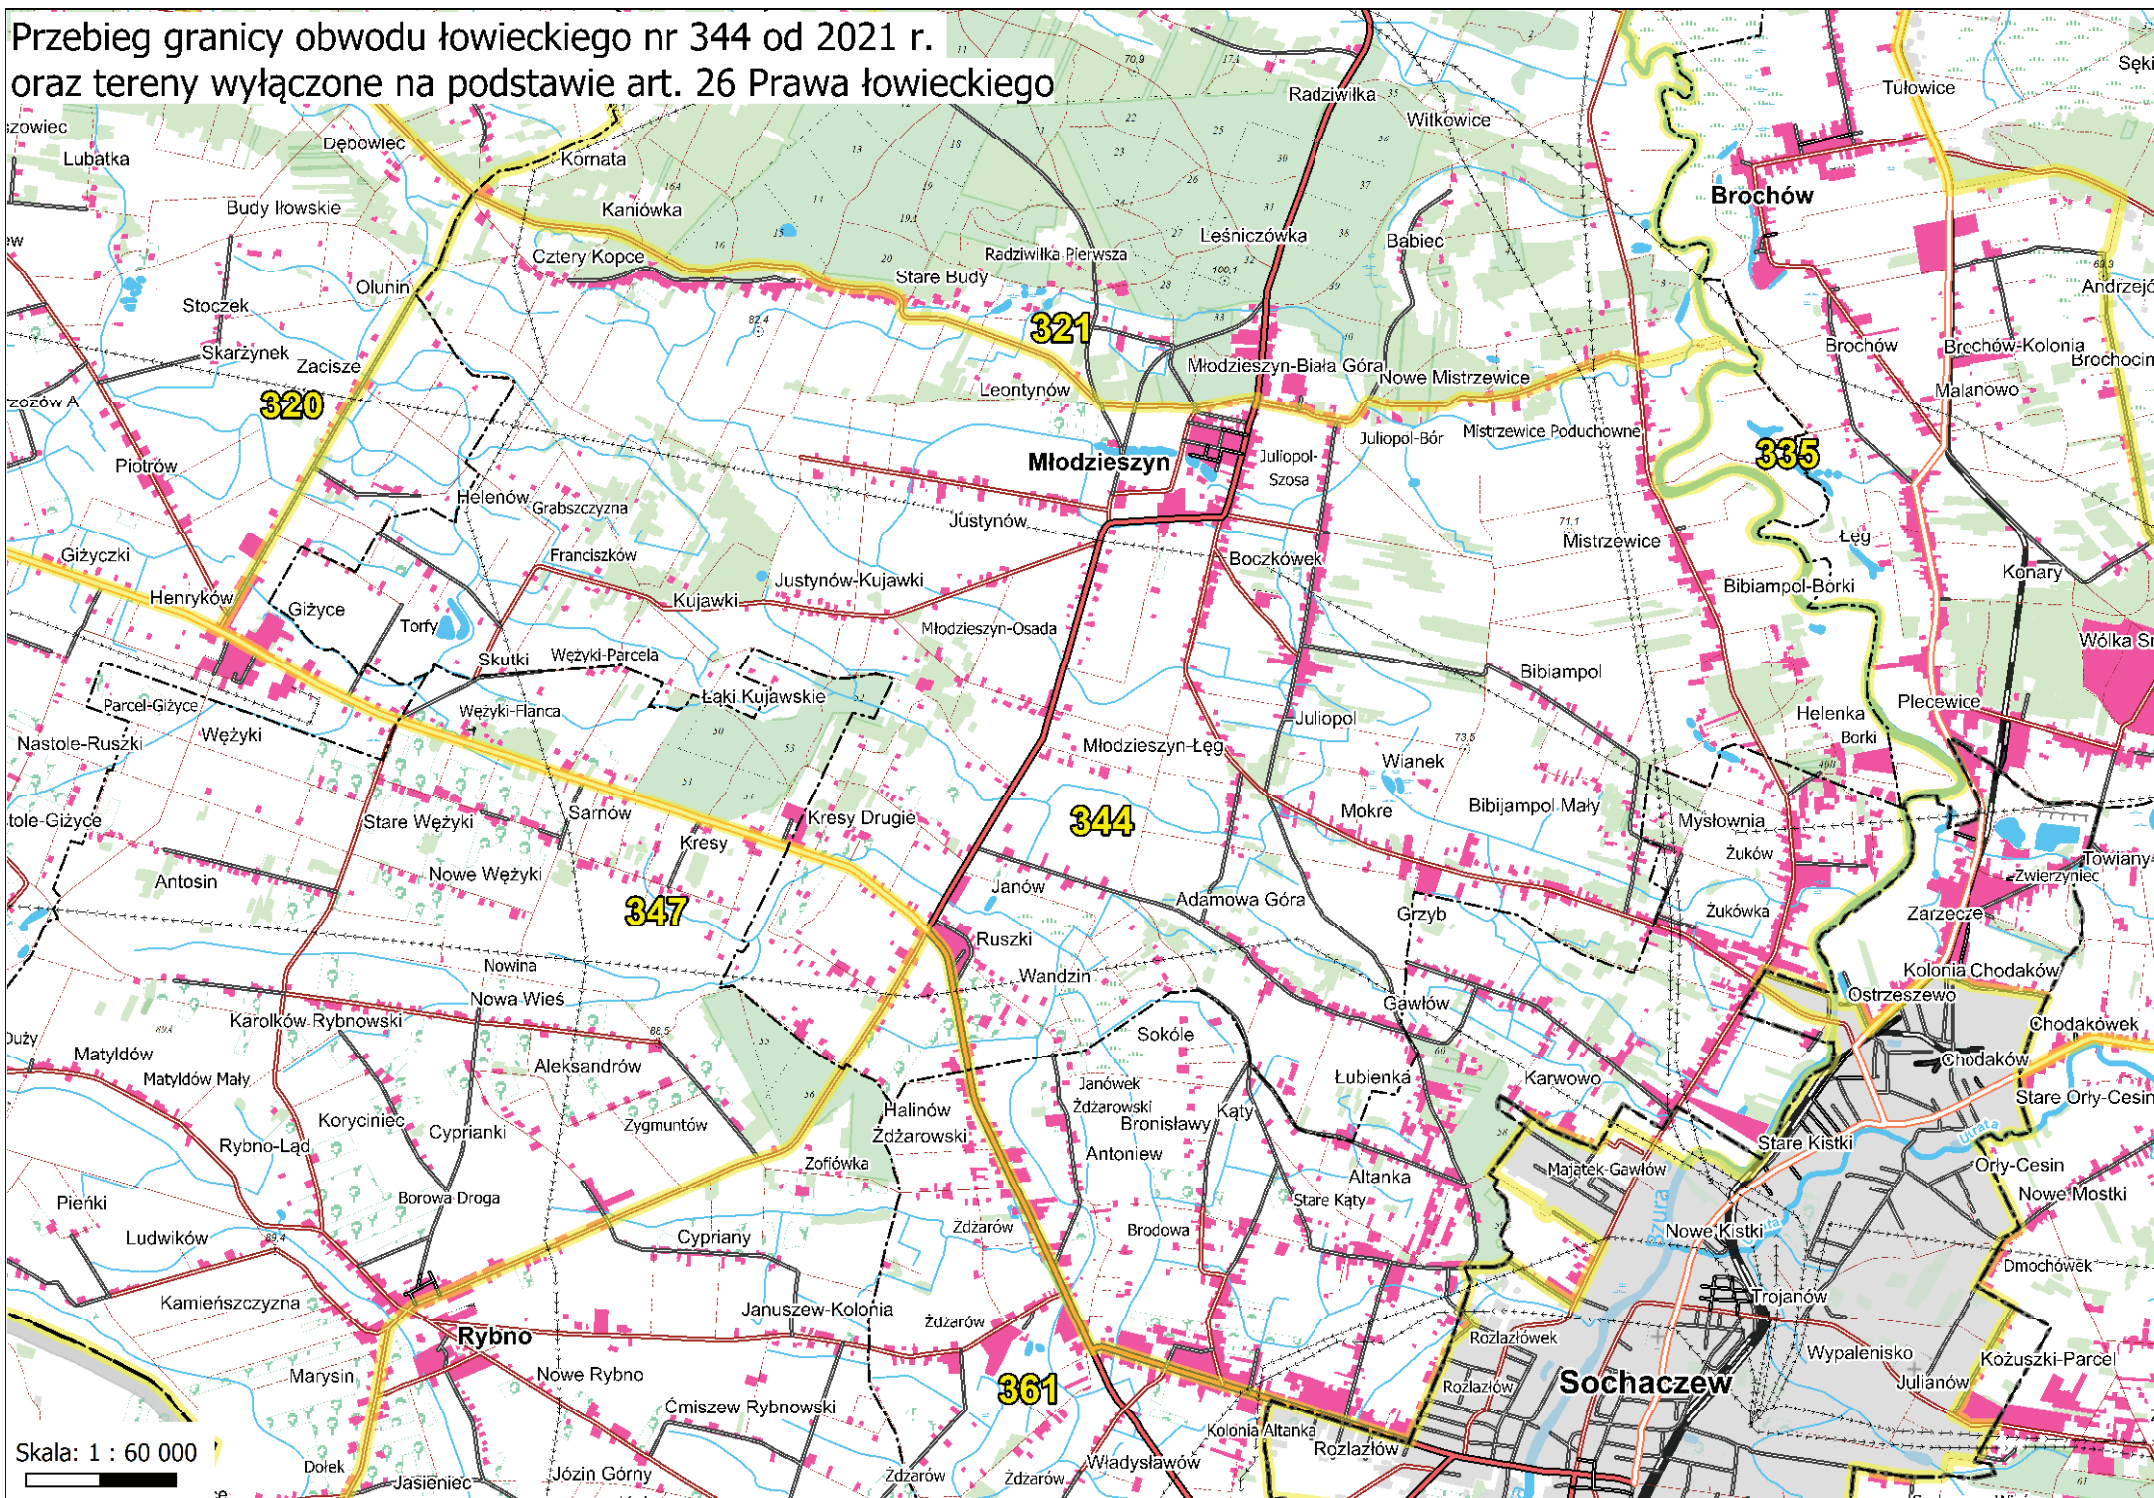 Przebieg granicy obwodu łowieckiego nr 344 od 2021 r.
oraz tereny wyłączone na podstawie art. 26 Prawa łowieckiego
Radziwiłka
Witkowice
Tułowice
Lubatka
Dębowiec
Kornata
Budy Iłowskie
Kaniówka
Brochów
Cztery Kopce
Radziwiłka Pierwsza
Leśniczówka
Babiec
Stare Budy
Olunin
Stoczek
321
Skarżynek
Zacisze
Młodzieszyn-Biała Góra
Nowe Mistrzewice
Brochów
Brochów-Kolonia
Leontynów
Malanowo
320
Piotrów
Młodzieszyn
Juliopol-
Szosa
Juliopol-Bór
Mistrzewice Poduchowne
335
Helenów
Grabszczyzna
Justynów
Mistrzewice
Łęg
Giżyczki
Franciszków
Boczkówek
Konary
Henryków
Giżyce
Justynów-Kujawki
Kujawki
Bibiampol-Borki
Torfy
Młodzieszyn-Osada
Skutki
Wężyki-Parcela
Bibiampol
Parcel-Giżyce
Wężyki-Flanca
Łąki Kujawskie
Plecewice
Nastole-Ruszki
Wężyki
Juliopol
Helenka
Borki
Młodzieszyn-Łęg
73,5
Wianek
Stare Wężyki
Sarnów
Kresy Drugie
344
Mokre
Bibijampol Mały
Mysłownia
Kresy
Żuków
Antosin
Nowe Wężyki
Janów
Adamowa Góra
Zwierzyniec
347
Grzyb
Żukówka
Zarzecze
Ruszki
Nowina
Wandzin
Kolonia Chodaków
Nowa Wieś
Gawłów
Ostrzeszewo
Karolków Rybnowski
Sokóle
Chodakówek
Matyldów
Matyldów Mały
Aleksandrów
Chodaków
Janówek
Żdżarowski
Łubienka
Karwowo
Stare Orły-Cesin
Koryciniec
Cyprianki
Zygmuntów
Halinów
Żdżarowski
Bronisławy
Kąty
Utrata
Rybno-Ląd
Zofiówka
Antoniew
Stare Kistki
Majątek-Gawłów
Orły-Cesin
Altanka
Pieńki
Borowa Droga
Stare Kąty
Nowe Mostki
Ludwików
Cypriany
Żdżarów
Brodowa
Bzura
Nowe Kistki
Dmochówek
Kamieńszczyzna
Januszew-Kolonia
Żdżarów
Trojanów
Rybno
Rozlazłówek
Wypalenisko
Kożuszki-Parcel
Marysin
Nowe Rybno
361
Rozlazłów
Sochaczew
Julianów
Ćmiszew Rybnowski
Kolonia Altanka
Rozlazłów
Skala: 1 : 60 000
Dołek
Jasieniec
Józin Górny
Żdżarów
Żdżarów
Władysławów